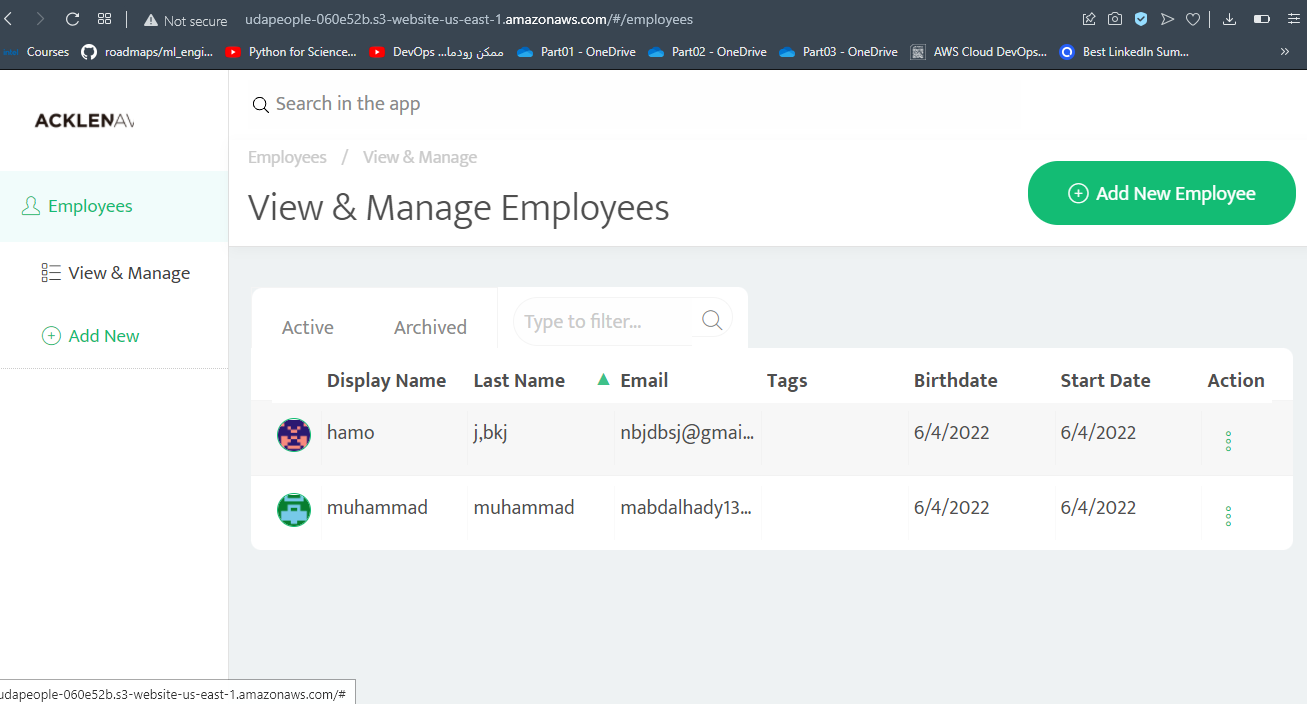 Not secure udapeople-060e52b.s3-website-us-east-1.amazonaws.com/#/employees
Courses roadmaps/ml_engi... Python for Science... DevOps ممكن رودما... Part01 - OneDrive Part02 - OneDrive Part03 - OneDrive AWS Cloud DevOps... Best LinkedIn Sum... »
ACKLENAV
Search in the app
Employees / View & Manage
View & Manage Employees
Add New Employee
Employees
View & Manage
Add New
Active Archived Type to filter...
Display Name Last Name ▲ Email Tags Birthdate Start Date Action
hamo j,bkj nbjdbsj@gmai... 6/4/2022 6/4/2022
muhammad muhammad mabdalhady13... 6/4/2022 6/4/2022
udapeople-060e52b.s3-website-us-east-1.amazonaws.com/#